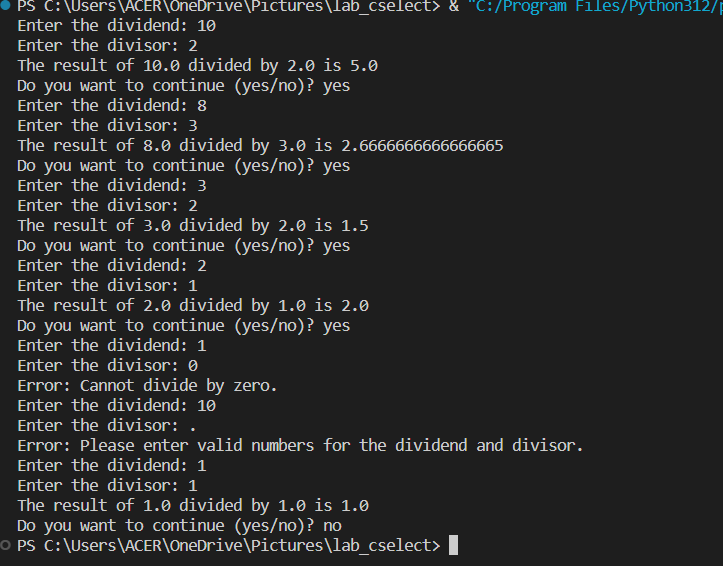 PS C:\Users\ACER\OneDrive\Pictures\lab_cselect> & "C:/Program Files/Python312/p
Enter the dividend: 10
Enter the divisor: 2
The result of 10.0 divided by 2.0 is 5.0
Do you want to continue (yes/no)? yes
Enter the dividend: 8
Enter the divisor: 3
The result of 8.0 divided by 3.0 is 2.6666666666666665
Do you want to continue (yes/no)? yes
Enter the dividend: 3
Enter the divisor: 2
The result of 3.0 divided by 2.0 is 1.5
Do you want to continue (yes/no)? yes
Enter the dividend: 2
Enter the divisor: 1
The result of 2.0 divided by 1.0 is 2.0
Do you want to continue (yes/no)? yes
Enter the dividend: 1
Enter the divisor: 0
Error: Cannot divide by zero.
Enter the dividend: 10
Enter the divisor: .
Error: Please enter valid numbers for the dividend and divisor.
Enter the dividend: 1
Enter the divisor: 1
The result of 1.0 divided by 1.0 is 1.0
Do you want to continue (yes/no)? no
PS C:\Users\ACER\OneDrive\Pictures\lab_cselect>